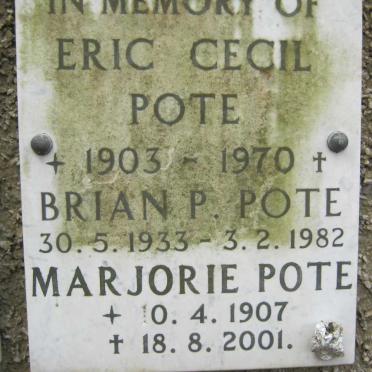 IN MEMORY OF
ERIC CECIL
POTE
+ 1903 - 1970 †
BRIAN P. POTE
30.5.1933 - 3.2.1982
MARJORIE POTE
+ 10.4.1907
† 18.8.2001.